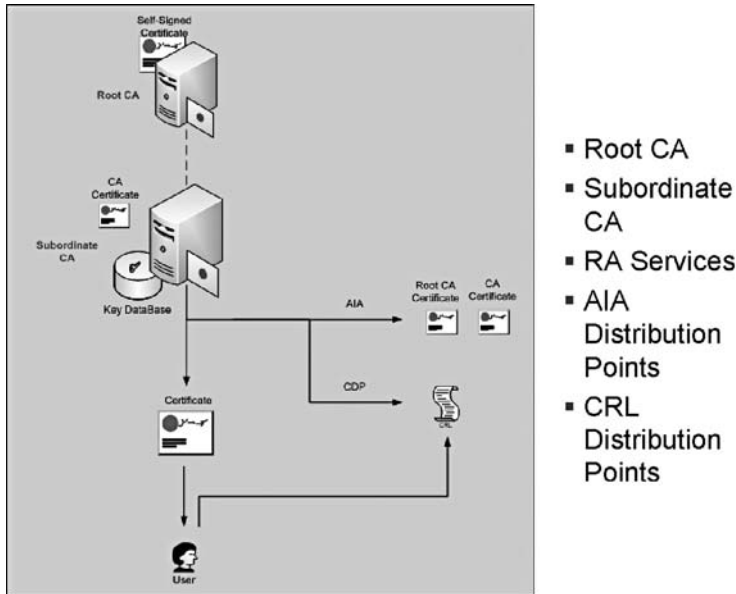 Self-Signed
Certificate
Root CA
CA
Certificate
Subordinate
CA
Key DataBase
AIA
Root CA
Certificate
CA
Certificate
CDP
CRL
Certificate
User
▪ Root CA
▪ Subordinate
CA
▪ RA Services
▪ AIA
Distribution
Points
▪ CRL
Distribution
Points